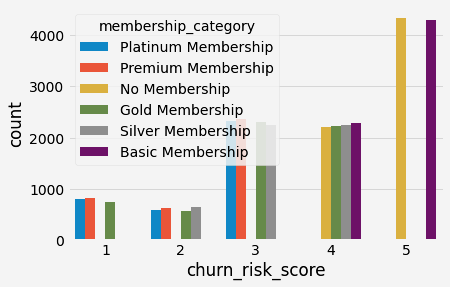 membership_category
Platinum Membership
Premium Membership
No Membership
Gold Membership
Silver Membership
Basic Membership
count
4000
3000
2000
1000
0
1 2 3 4 5
churn_risk_score